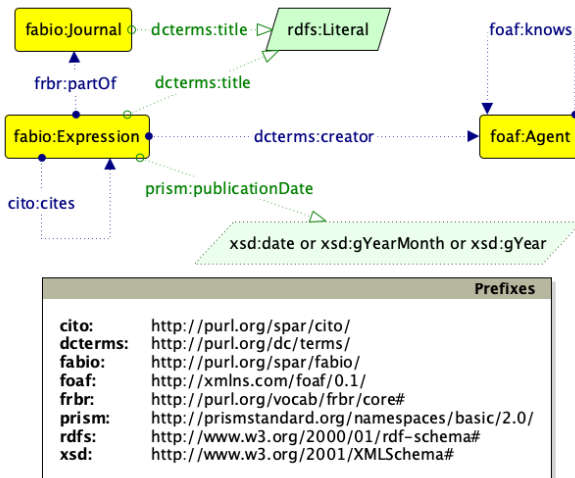 fabio:Journal
dcterms:title
rdfs:Literal
foaf:knows
frbr:partOf
dcterms:title
fabio:Expression
dcterms:creator
foaf:Agent
cito:cites
prism:publicationDate
xsd:date or xsd:gYearMonth or xsd:gYear
Prefixes
cito: http://purl.org/spar/cito/
dcterms: http://purl.org/dc/terms/
fabio: http://purl.org/spar/fabio/
foaf: http://xmlns.com/foaf/0.1/
frbr: http://purl.org/vocab/frbr/core#
prism: http://prismstandard.org/namespaces/basic/2.0/
rdfs: http://www.w3.org/2000/01/rdf-schema#
xsd: http://www.w3.org/2001/XMLSchema#